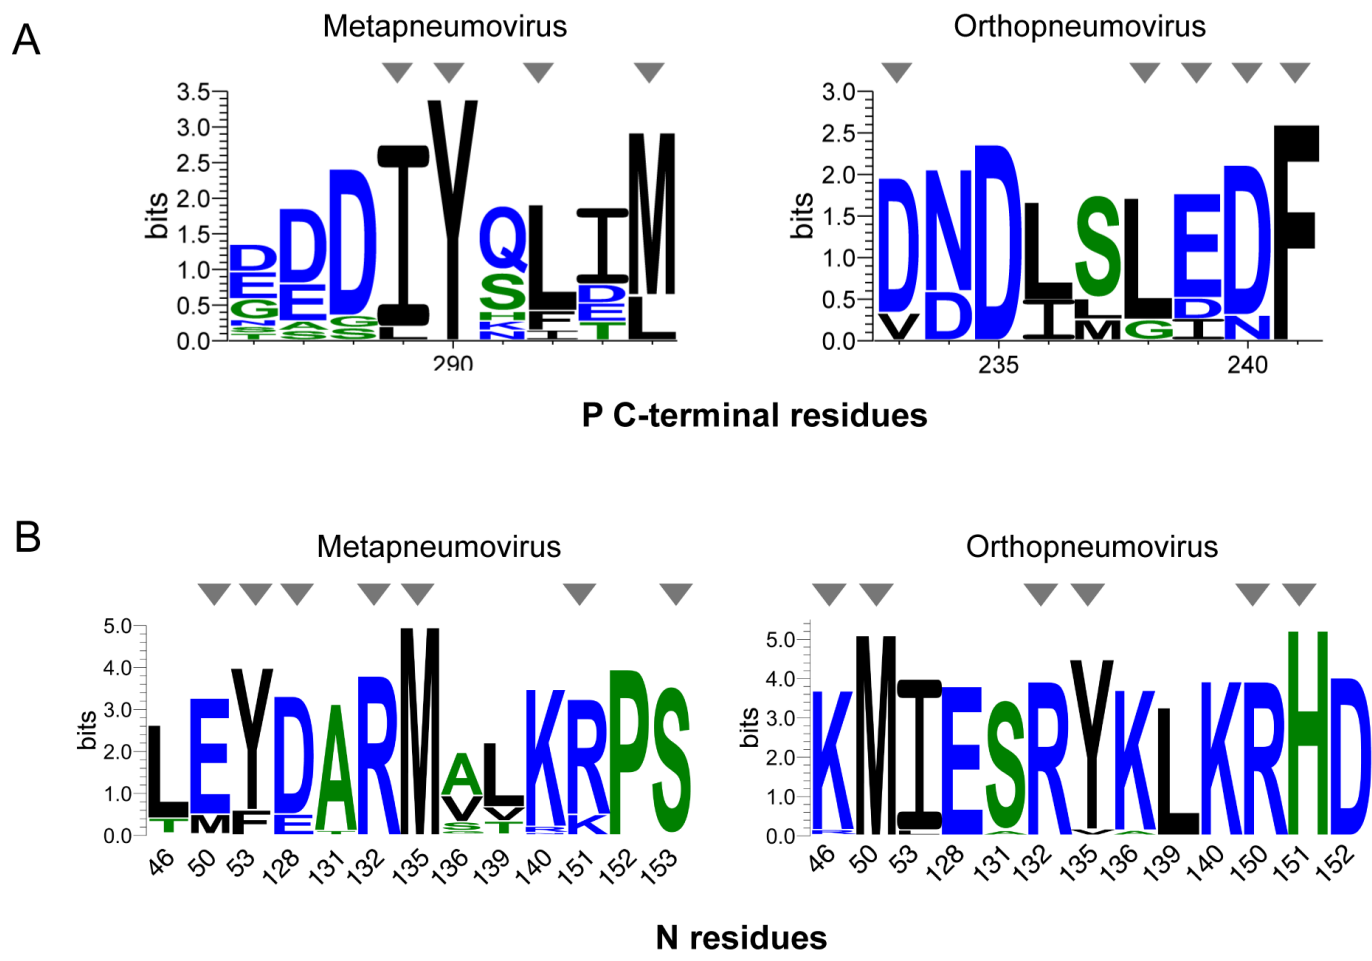 A
Metapneumovirus
Orthopneumovirus
bits
3.5
3.0
2.5
2.0
1.5
1.0
0.5
0.0
D E G N S T
D E A S
D G S
I L
Y
Q S H K N
L F I
I D E T
M L
290
bits
3.0
2.5
2.0
1.5
1.0
0.5
0.0
D V
N D
D
L I
S L M
L G
E D I
D N
F
235 240
P C-terminal residues
B
Metapneumovirus
Orthopneumovirus
bits
5.0
4.0
3.0
2.0
1.0
0.0
L T
E M
Y F
D E
A
R
M
A V S
L V T
K R
R K
P
S
46 50 53 128 131 132 135 136 139 140 151 152 153
bits
5.0
4.0
3.0
2.0
1.0
0.0
K R
M
I
E
S
R
Y
K
L
K
R
H
D
46 50 53 128 131 132 135 136 139 140 150 151 152
N residues